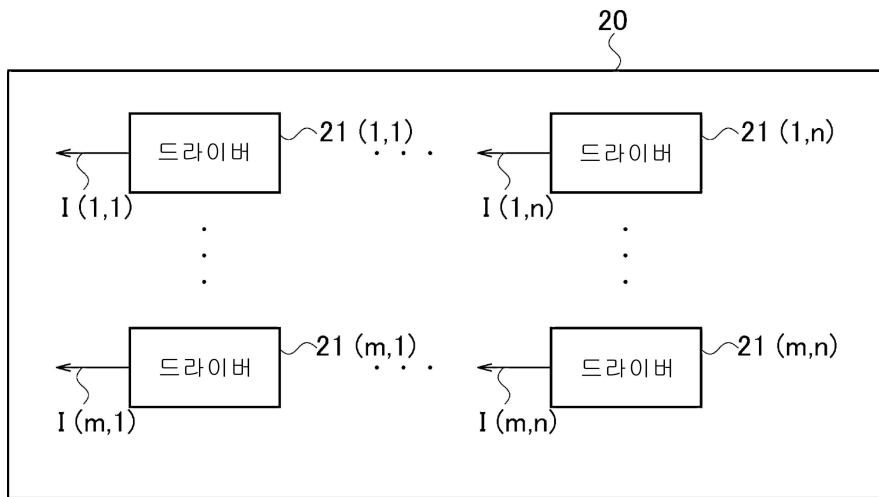 20
드라이버 21 (1,1) · · · 드라이버 21 (1,n)
I (1,1) I (1,n)
드라이버 21 (m,1) · · · 드라이버 21 (m,n)
I (m,1) I (m,n)